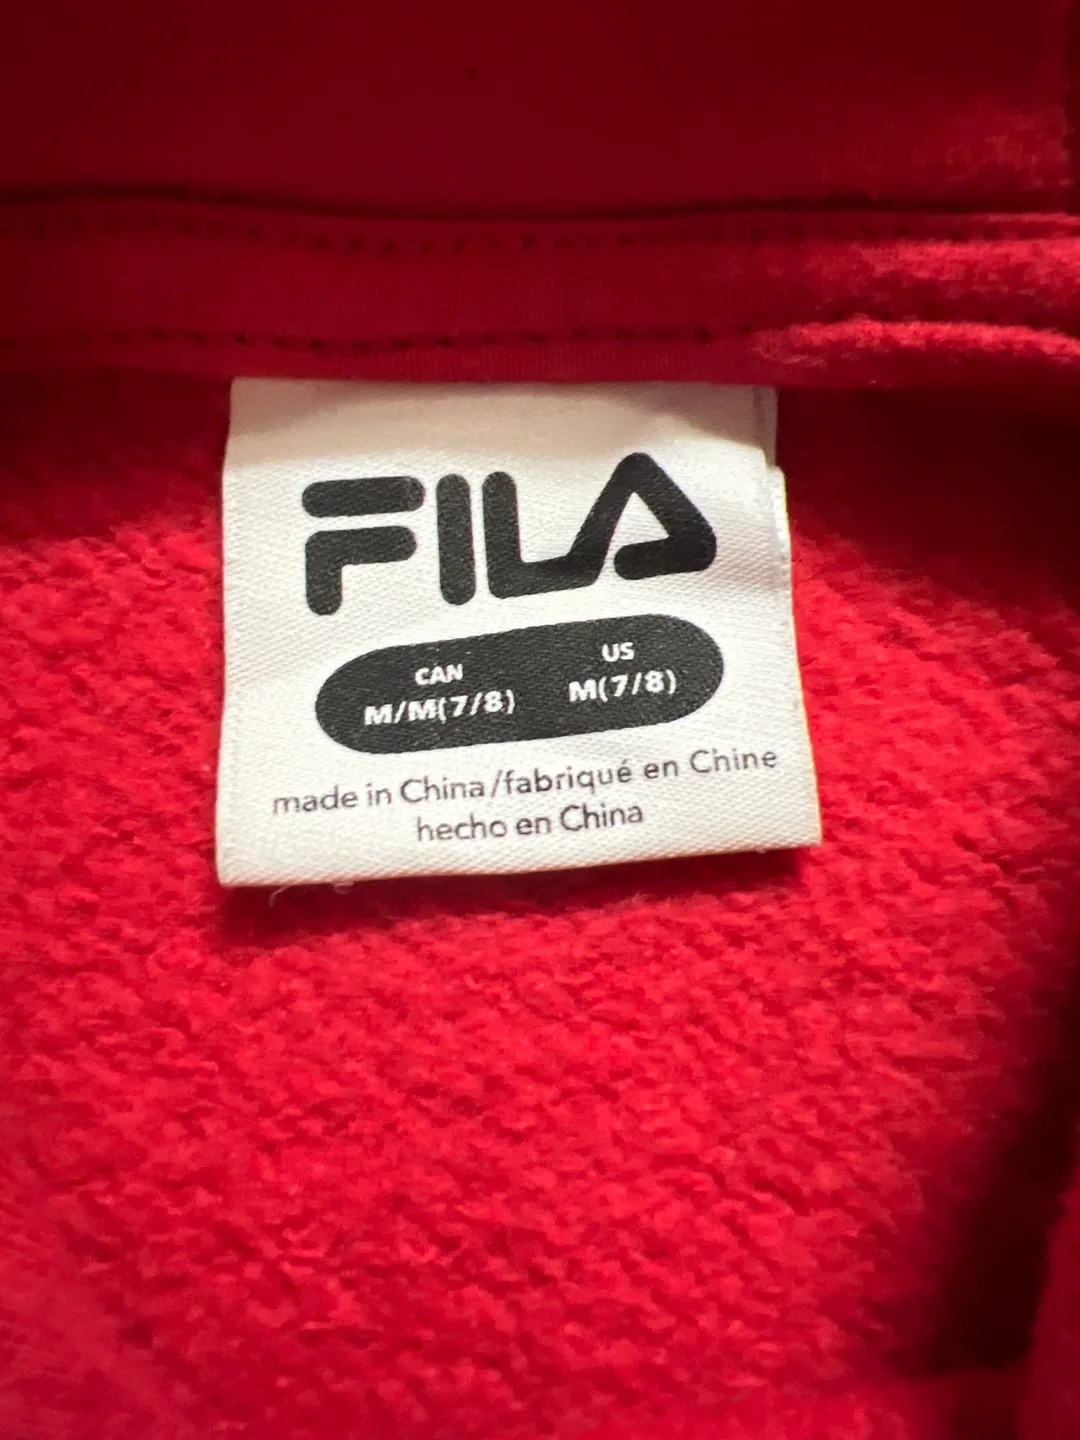 FILA
CAN US
M/M(7/8) M(7/8)
made in China/fabriqué en Chine
hecho en China